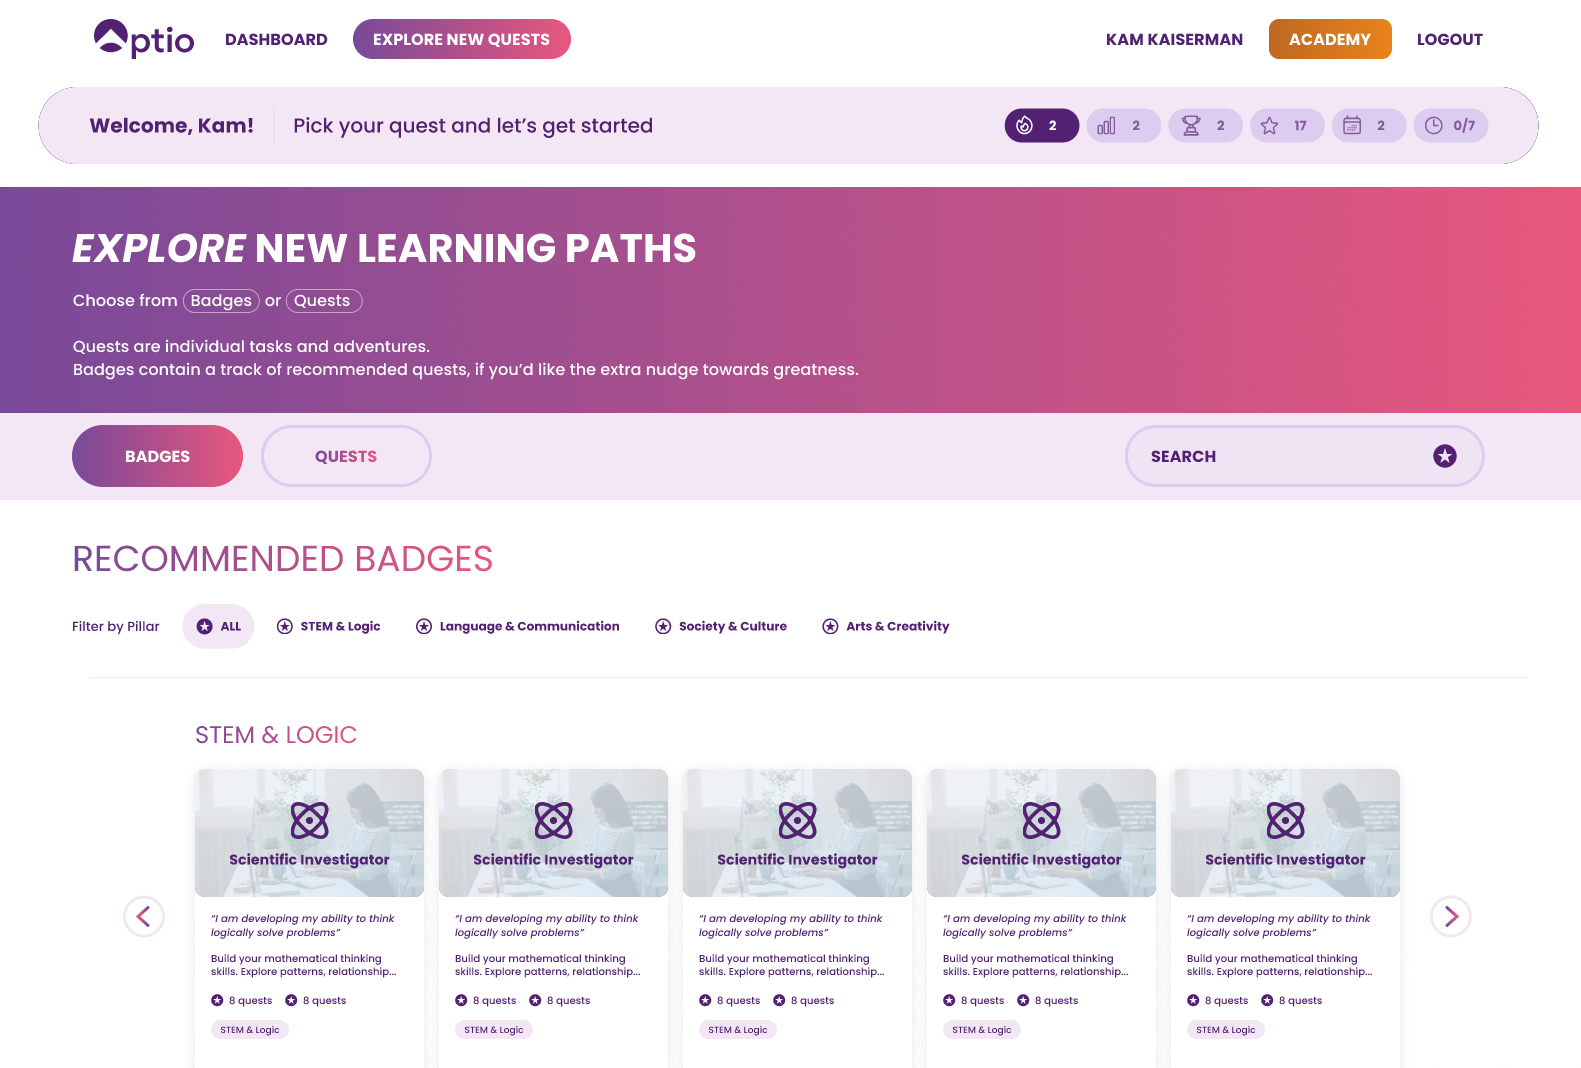 Optio
DASHBOARD
EXPLORE NEW QUESTS
KAM KAISERMAN
ACADEMY
LOGOUT
Welcome, Kam!
Pick your quest and let’s get started
2
2
2
17
2
0/7
EXPLORE NEW LEARNING PATHS
Choose from Badges or Quests
Quests are individual tasks and adventures.
Badges contain a track of recommended quests, if you’d like the extra nudge towards greatness.
BADGES
QUESTS
SEARCH
RECOMMENDED BADGES
Filter by Pillar
ALL
STEM & Logic
Language & Communication
Society & Culture
Arts & Creativity
STEM & LOGIC
Scientific Investigator
“I am developing my ability to think
logically solve problems”
Build your mathematical thinking
skills. Explore patterns, relationship...
8 quests
8 quests
STEM & Logic
Scientific Investigator
“I am developing my ability to think
logically solve problems”
Build your mathematical thinking
skills. Explore patterns, relationship...
8 quests
8 quests
STEM & Logic
Scientific Investigator
“I am developing my ability to think
logically solve problems”
Build your mathematical thinking
skills. Explore patterns, relationship...
8 quests
8 quests
STEM & Logic
Scientific Investigator
“I am developing my ability to think
logically solve problems”
Build your mathematical thinking
skills. Explore patterns, relationship...
8 quests
8 quests
STEM & Logic
Scientific Investigator
“I am developing my ability to think
logically solve problems”
Build your mathematical thinking
skills. Explore patterns, relationship...
8 quests
8 quests
STEM & Logic